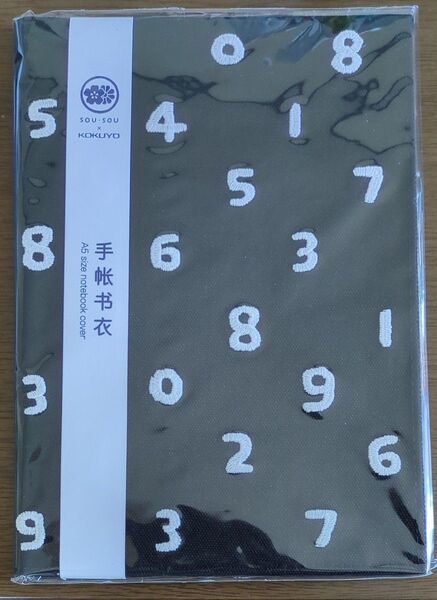 0 8
5 4 1
SOU·SOU
×
KOKUYO
5 7
8 6 3
手帐书衣
A5 size notebook cover
8 1
3 0 9
2 6
9 3 7